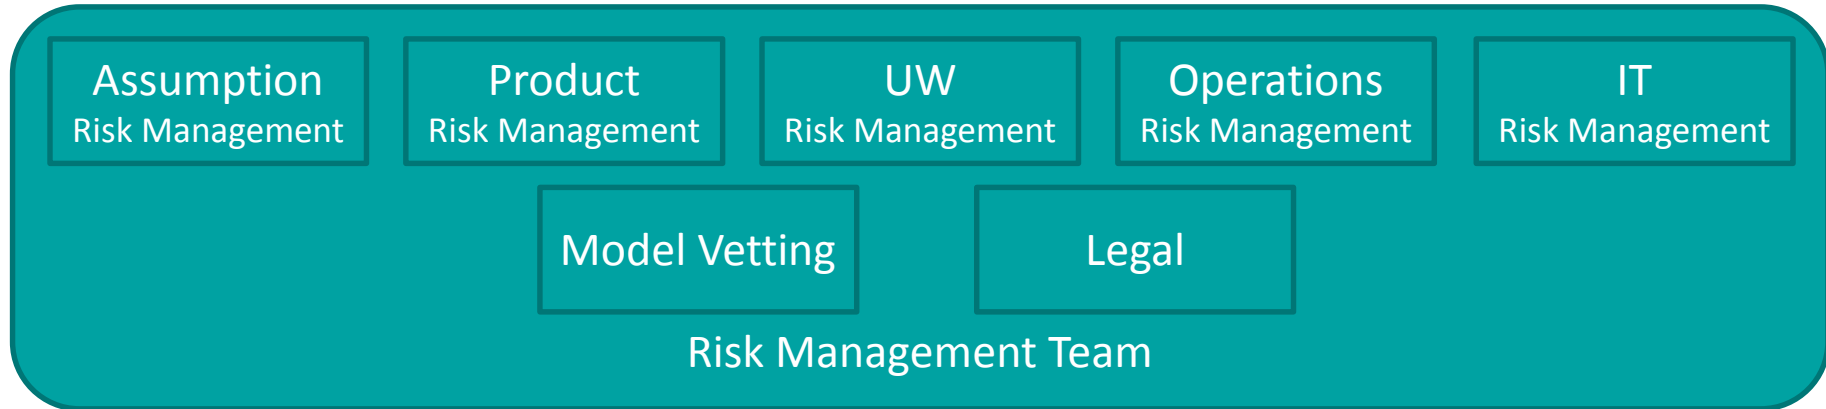 Assumption
Risk Management
Product
Risk Management
UW
Risk Management
Operations
Risk Management
IT
Risk Management
Model Vetting
Legal
Risk Management Team